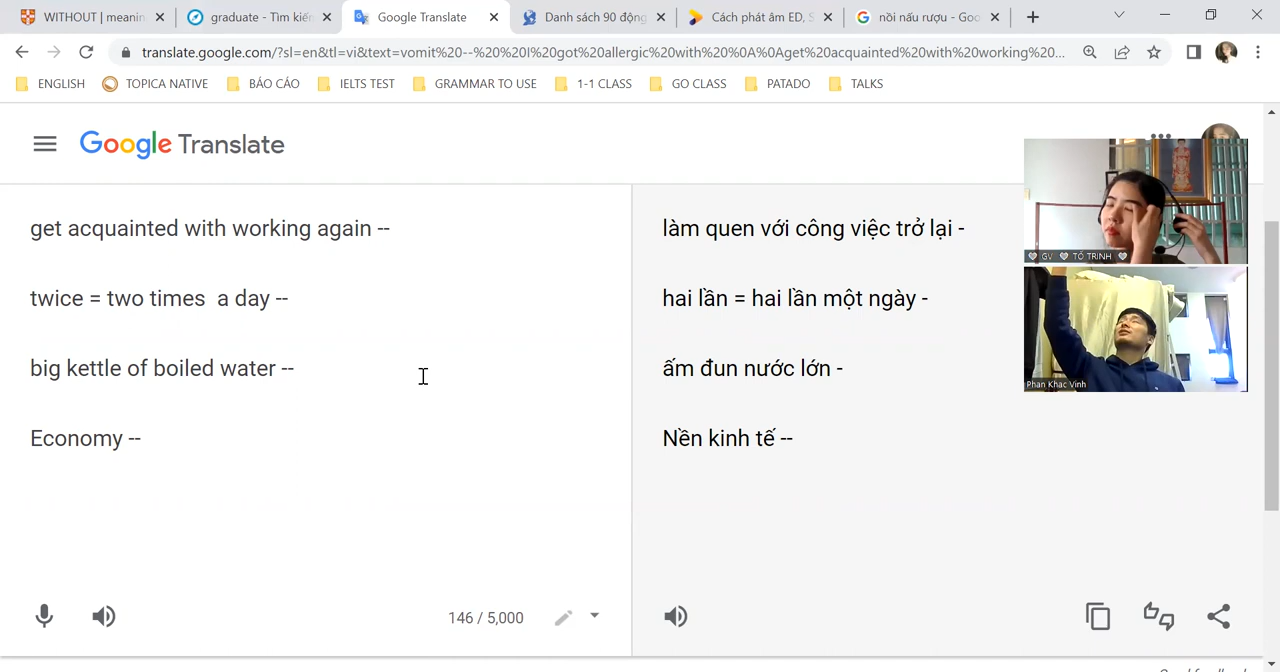 WITHOUT | meanin
graduate - Tìm kiến
Google Translate
Danh sách 90 động
Cách phát âm ED, S
nồi nấu rượu - Goo
translate.google.com/?sl=en&tl=vi&text=vomit%20--%20%20I%20got%20allergic%20with%20%0A%0Aget%20acquainted%20with%20working%20...
ENGLISH
TOPICA NATIVE
BÁO CÁO
IELTS TEST
GRAMMAR TO USE
1-1 CLASS
GO CLASS
PATADO
TALKS
Google Translate
get acquainted with working again --
làm quen với công việc trở lại -
GV TỐ TRINH
twice = two times a day --
hai lần = hai lần một ngày -
big kettle of boiled water --
ấm đun nước lớn -
Phan Khac Vinh
Economy --
Nền kinh tế --
146 / 5,000